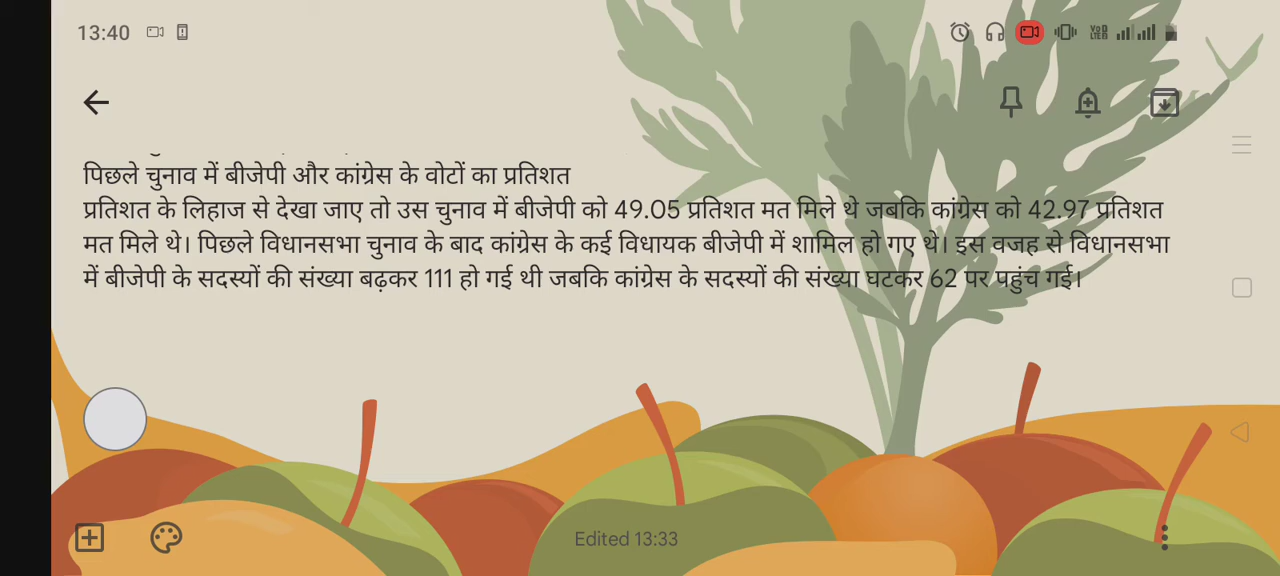 13:40
पिछले चुनाव में बीजेपी और कांग्रेस के वोटों का प्रतिशत
प्रतिशत के लिहाज से देखा जाए तो उस चुनाव में बीजेपी को 49.05 प्रतिशत मत मिले थे जबकि कांग्रेस को 42.97 प्रतिशत
मत मिले थे। पिछले विधानसभा चुनाव के बाद कांग्रेस के कई विधायक बीजेपी में शामिल हो गए थे। इस वजह से विधानसभा
में बीजेपी के सदस्यों की संख्या बढ़कर 111 हो गई थी जबकि कांग्रेस के सदस्यों की संख्या घटकर 62 पर पहुंच गई।
Edited 13:33